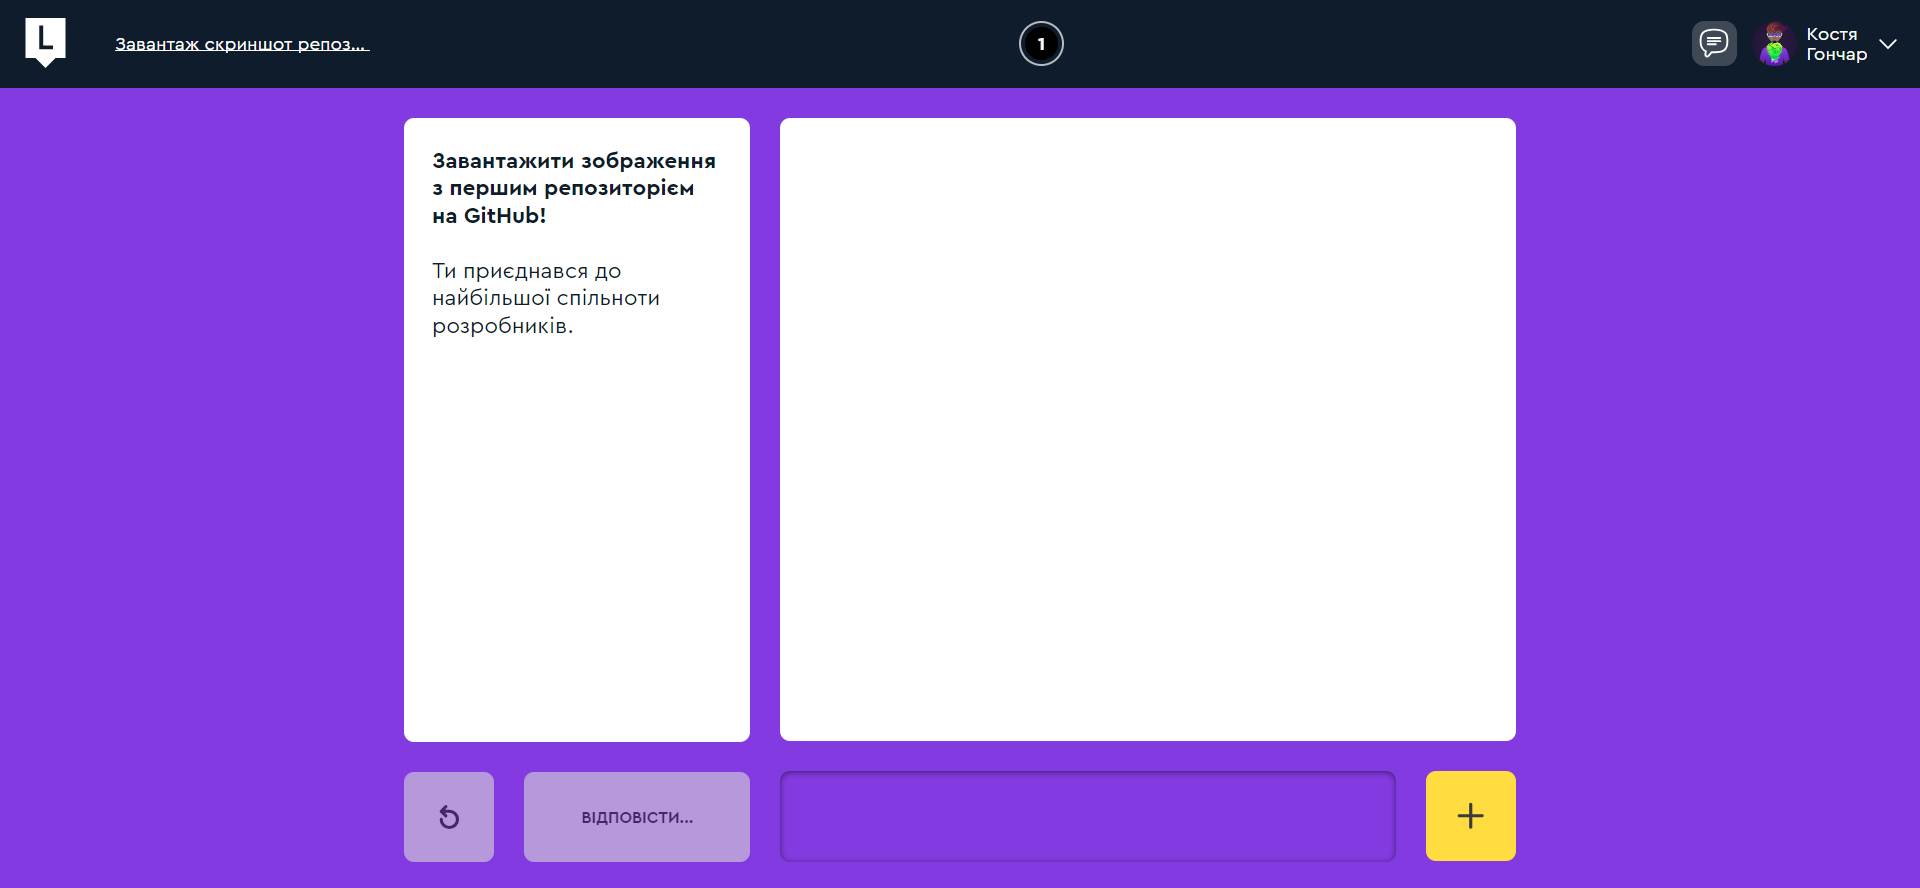 L
Завантаж скриншот репоз...
1
Костя
Гончар
Завантажити зображення
з першим репозиторієм
на GitHub!
Ти приєднався до
найбільшої спільноти
розробників.
ВІДПОВІСТИ...